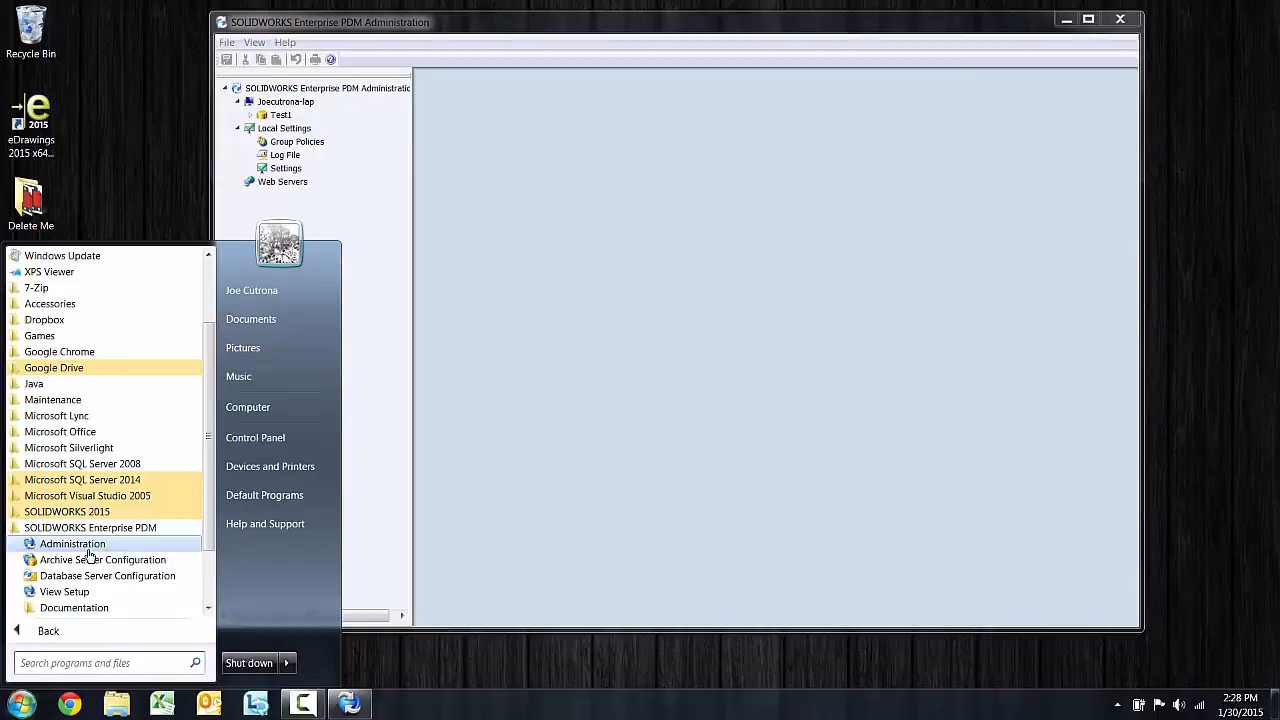 Recycle Bin
eDrawings
2015 x64...
Delete Me
SOLIDWORKS Enterprise PDM Administration
File View Help
SOLIDWORKS Enterprise PDM Administratic
Joecutrona-lap
Test1
Local Settings
Group Policies
Log File
Settings
Web Servers
Windows Update
XPS Viewer
7-Zip
Accessories
Dropbox
Games
Google Chrome
Google Drive
Java
Maintenance
Microsoft Lync
Microsoft Office
Microsoft Silverlight
Microsoft SQL Server 2008
Microsoft SQL Server 2014
Microsoft Visual Studio 2005
SOLIDWORKS 2015
SOLIDWORKS Enterprise PDM
Administration
Archive Server Configuration
Database Server Configuration
View Setup
Documentation
Back
Search programs and files
Joe Cutrona
Documents
Pictures
Music
Computer
Control Panel
Devices and Printers
Default Programs
Help and Support
Shut down
2:28 PM
1/30/2015